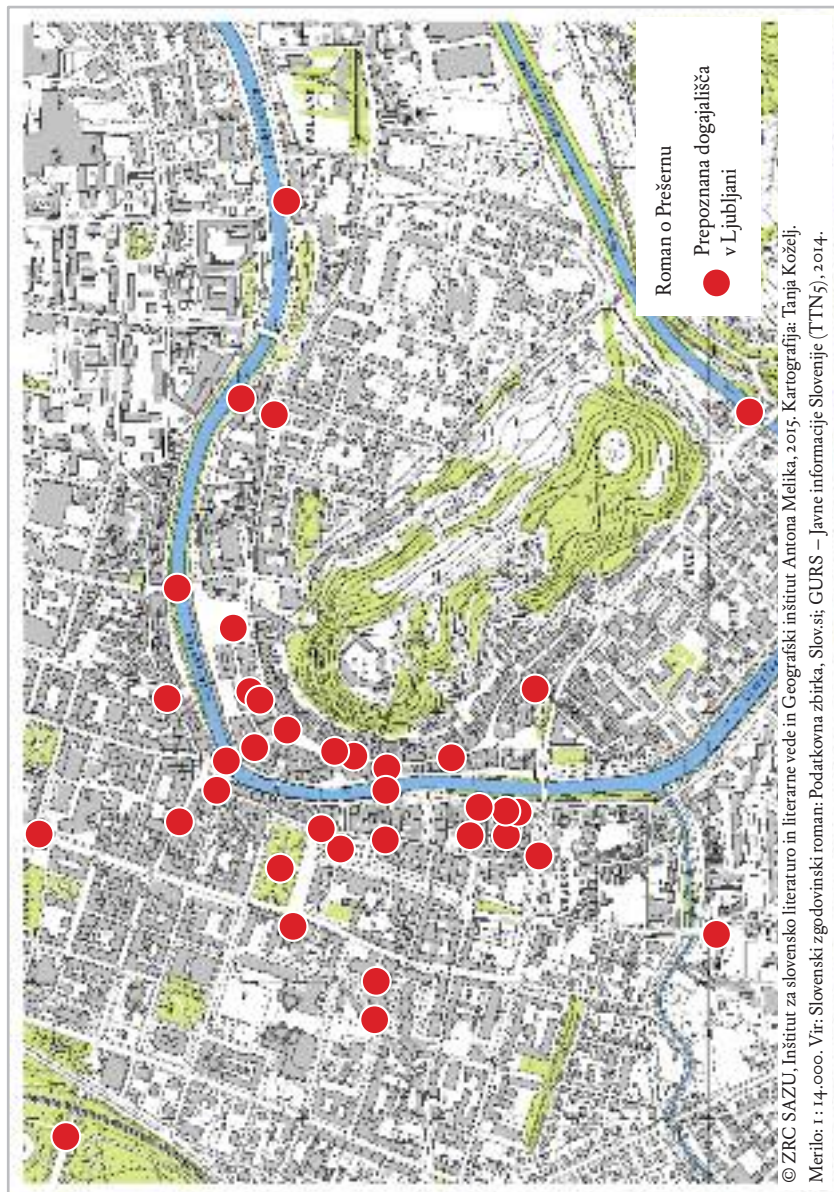 Roman o Prešernu
Prepoznana dogajališča
v Ljubljani
© ZRC SAZU, Inštitut za slovensko literaturo in literarne vede in Geografski inštitut Antona Melika, 2015. Kartografija: Tanja Koželj.
Merilo: 1 : 14.000. Vir: Slovenski zgodovinski roman: Podatkovna zbirka, Slov.si; GURS – Javne informacije Slovenije (TTN5), 2014.